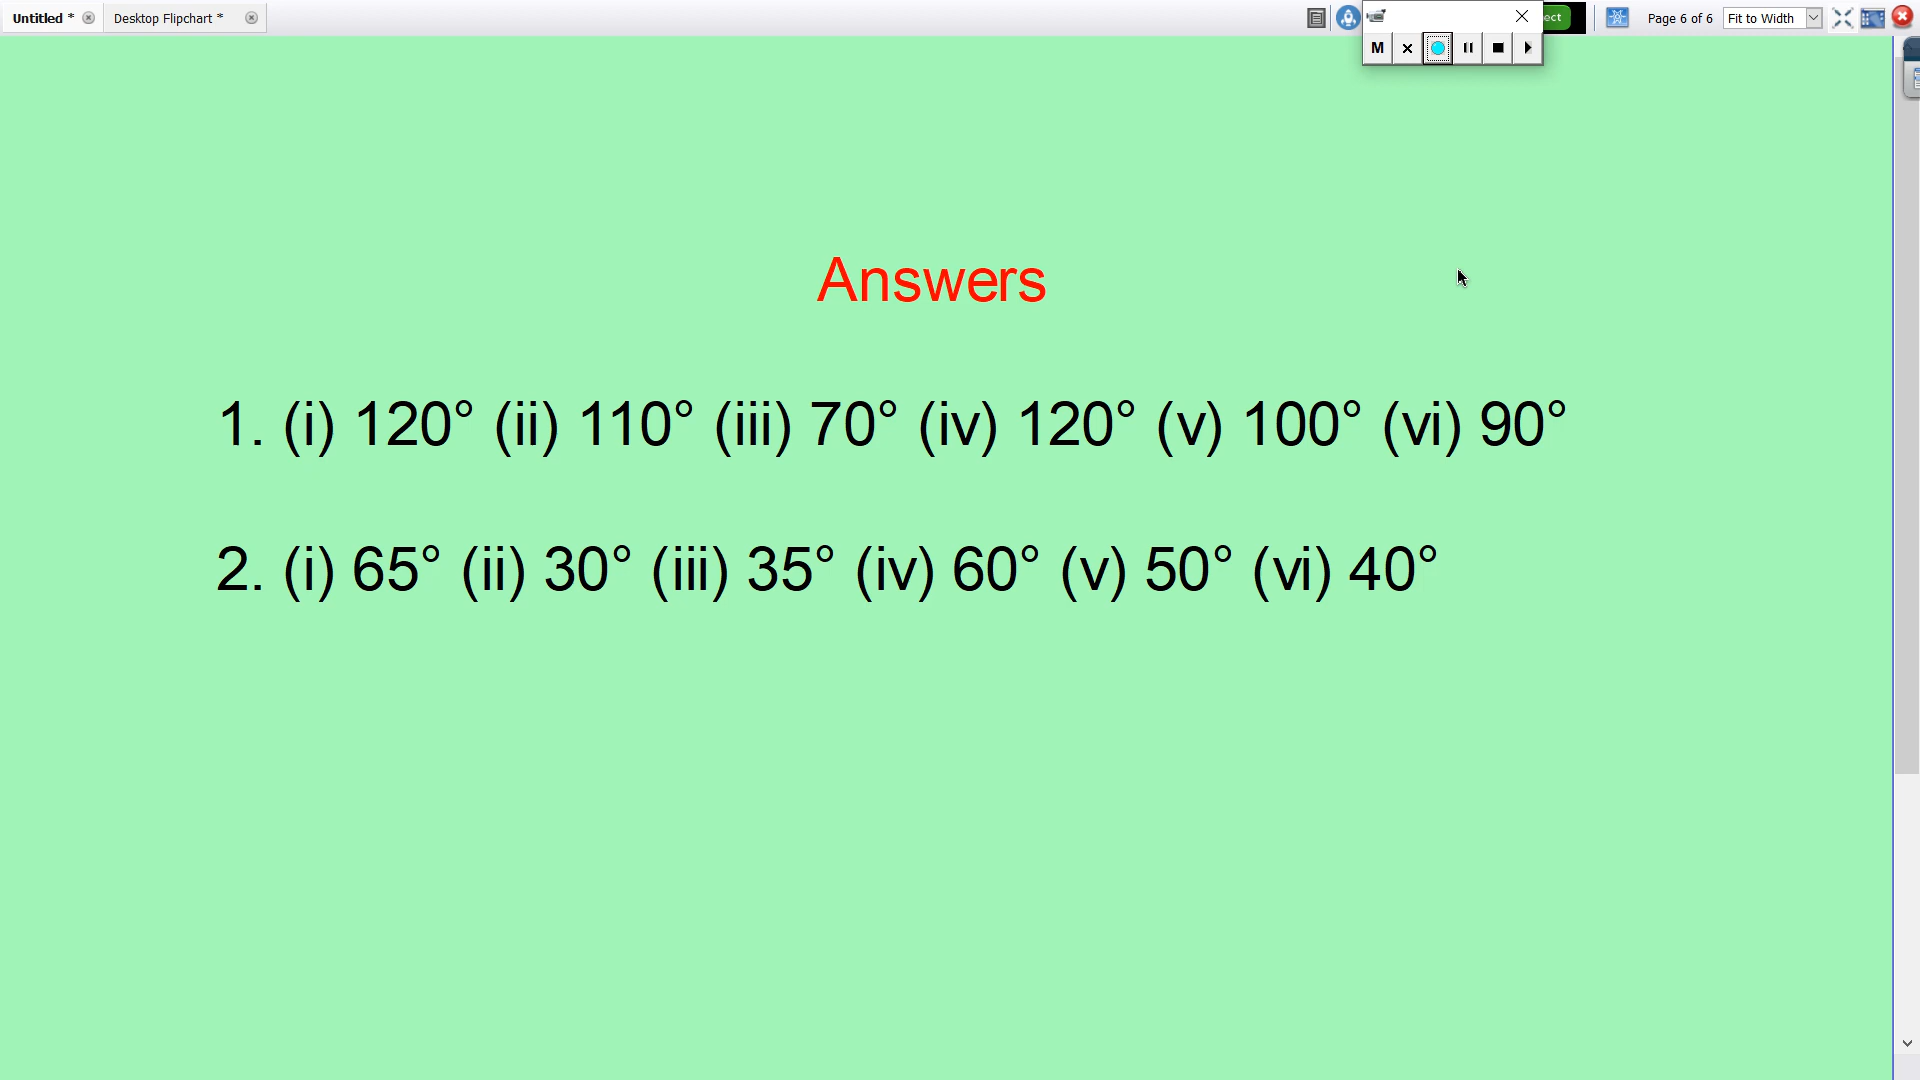 Untitled *
Desktop Flipchart *
ect
Page 6 of 6
Fit to Width
M
Answers
1. (i) 120° (ii) 110° (iii) 70° (iv) 120° (v) 100° (vi) 90°
2. (i) 65° (ii) 30° (iii) 35° (iv) 60° (v) 50° (vi) 40°